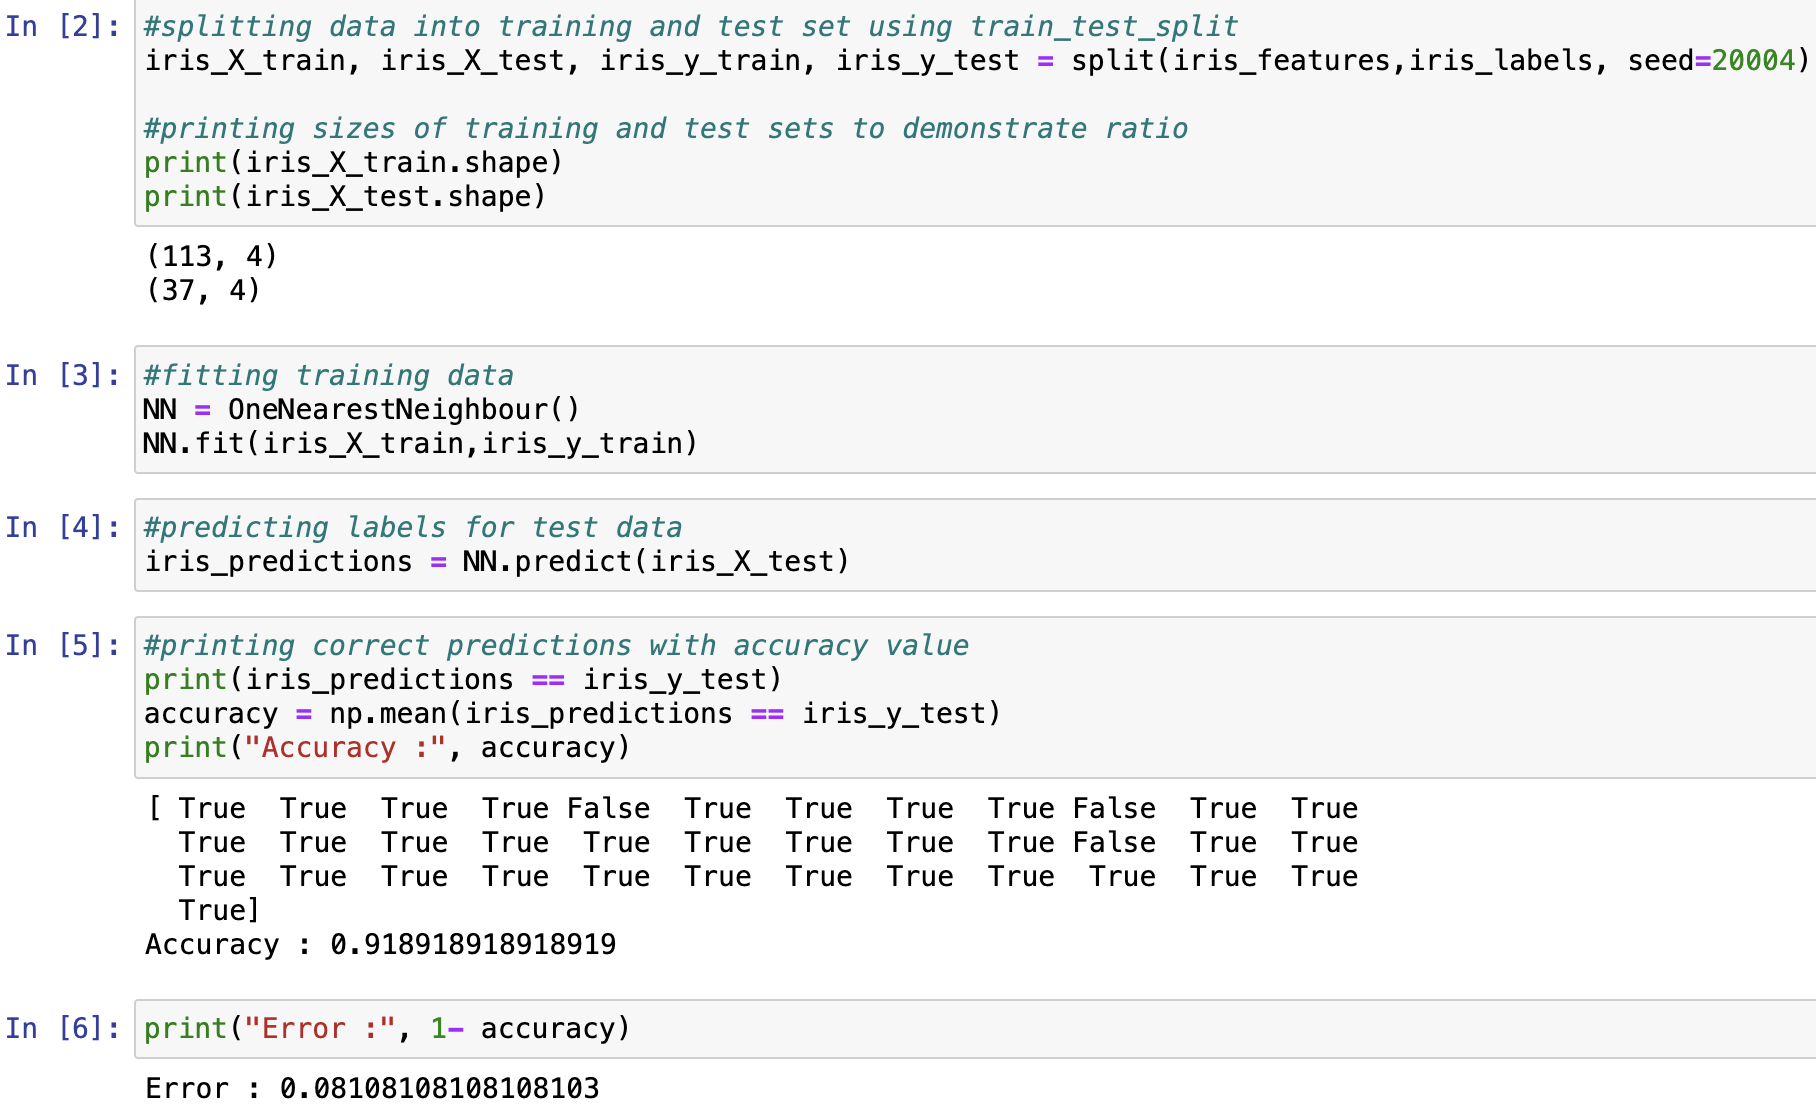 In [2]: #splitting data into training and test set using train_test_split
iris_X_train, iris_X_test, iris_y_train, iris_y_test = split(iris_features,iris_labels, seed=20004)
#printing sizes of training and test sets to demonstrate ratio
print(iris_X_train.shape)
print(iris_X_test.shape)
(113, 4)
(37, 4)
In [3]: #fitting training data
NN = OneNearestNeighbour()
NN.fit(iris_X_train,iris_y_train)
In [4]: #predicting labels for test data
iris_predictions = NN.predict(iris_X_test)
In [5]: #printing correct predictions with accuracy value
print(iris_predictions == iris_y_test)
accuracy = np.mean(iris_predictions == iris_y_test)
print("Accuracy :", accuracy)
[ True  True  True  True False  True  True  True  True False  True  True
  True  True  True  True  True  True  True  True  True False  True  True
  True  True  True  True  True  True  True  True  True  True  True  True
  True]
Accuracy : 0.918918918918919
In [6]: print("Error :", 1- accuracy)
Error : 0.08108108108108103